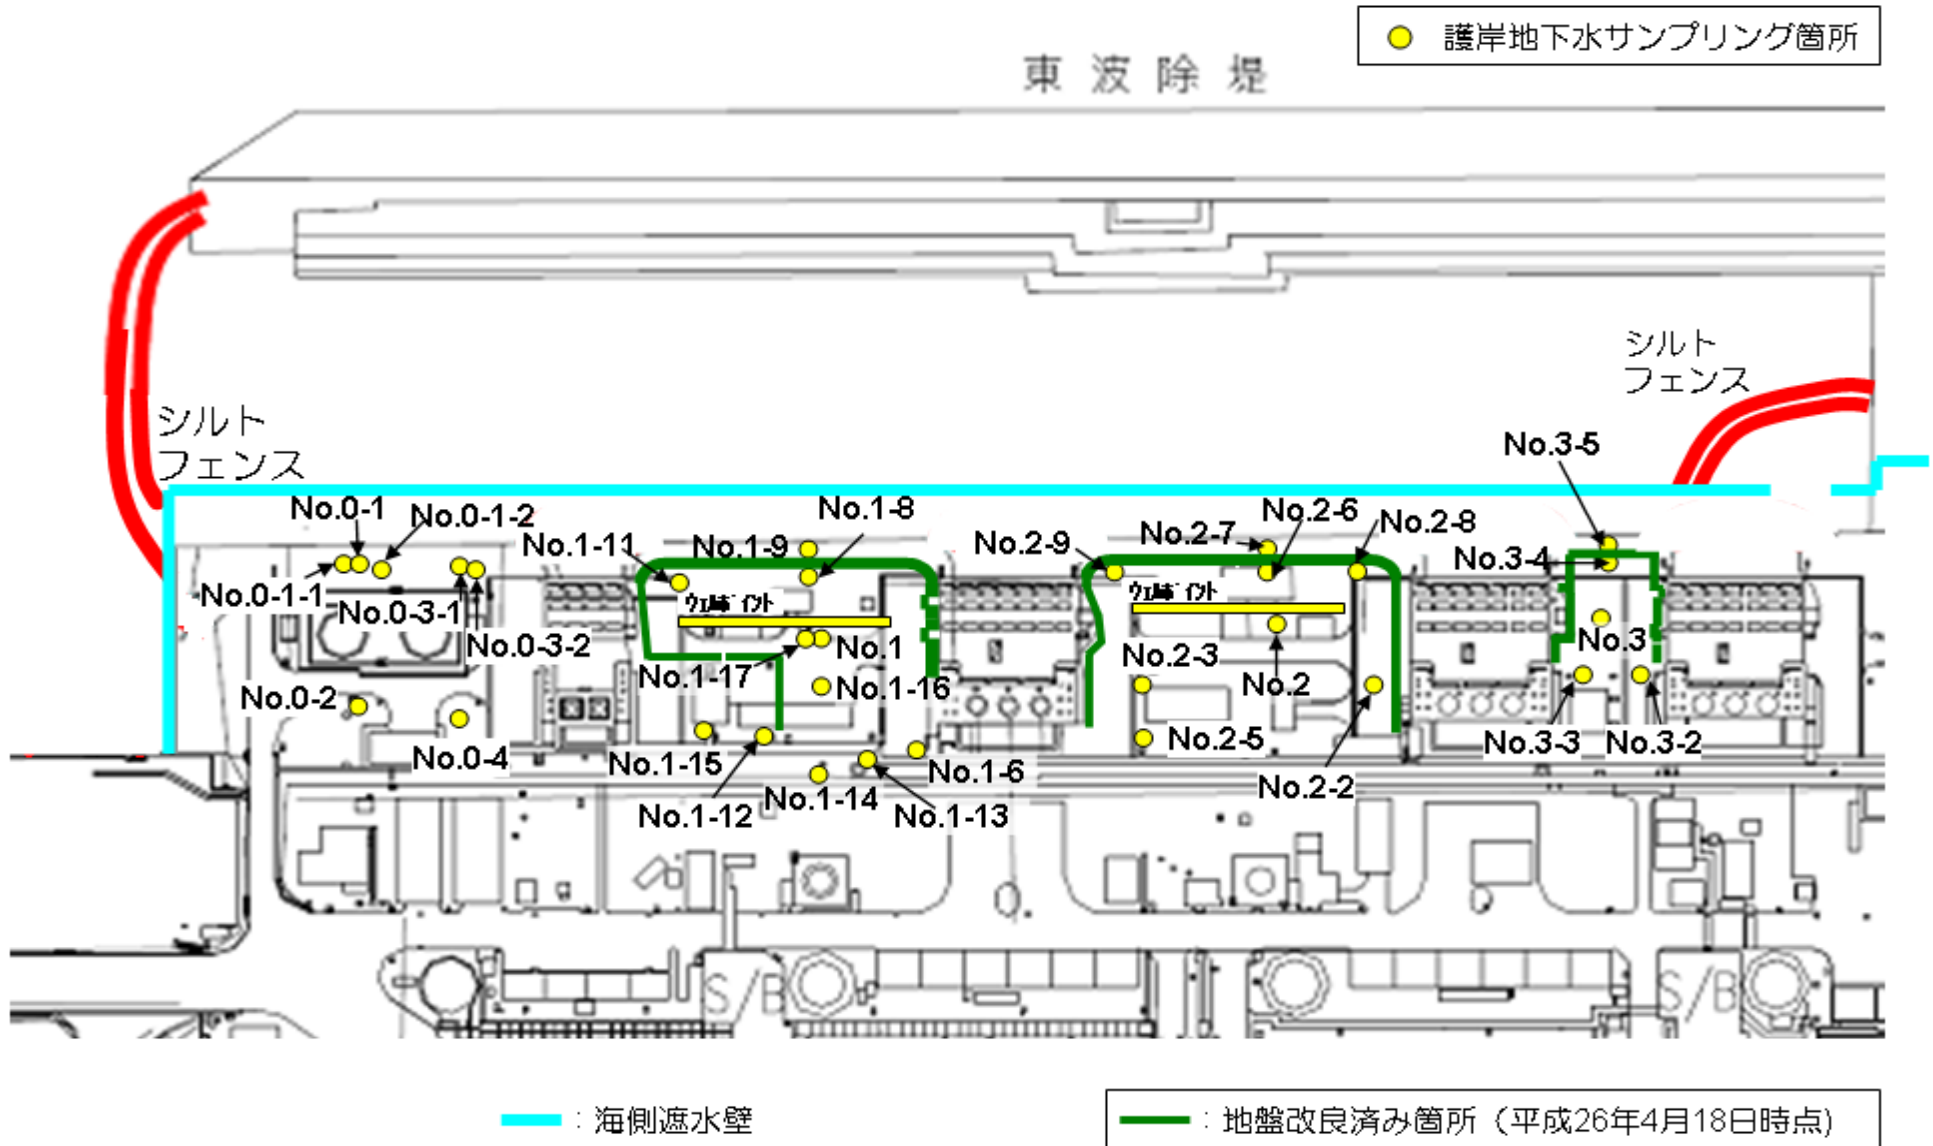 護岸地下水サンプリング箇所
東波除堤
シルト
フェンス
シルト
フェンス
No.3-5
No.0-1
No.0-1-2
No.1-8
No.2-6
No.2-8
No.1-11
No.1-9
No.2-9
No.2-7
No.3-4
No.0-1-1
No.0-3-1
ウェルポイント
ウェルポイント
No.0-3-2
No.1
No.3
No.1-17
No.2-3
No.1-16
No.2
No.0-2
No.0-4
No.1-15
No.1-6
No.2-5
No.3-3
No.3-2
No.1-12
No.1-14
No.1-13
No.2-2
S/B
S/B
:海側遮水壁
:地盤改良済み箇所（平成26年4月18日時点)